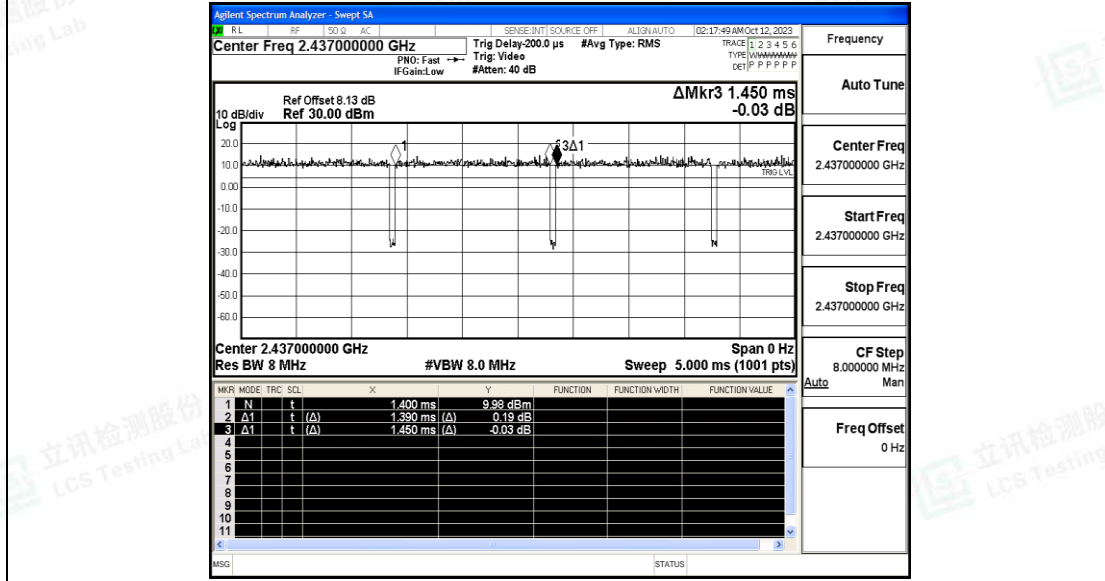 Agilent Spectrum Analyzer - Swept SA
RL RF 50 Ω AC SENSE:INT SOURCE OFF ALIGN AUTO 02:17:49 AM Oct 12, 2023
Center Freq 2.437000000 GHz
Trig Delay-200.0 µs #Avg Type: RMS
TRACE 1 2 3 4 5 6
PNO: Fast Trig: Video
TYPE WWWWWW
IFGain:Low #Atten: 40 dB
DET P P P P P P
Frequency
ΔMkr3 1.450 ms
-0.03 dB
Ref Offset 8.13 dB
10 dB/div Ref 30.00 dBm
Log
20.0
10.0
0.00
-10.0
-20.0
-30.0
-40.0
-50.0
-60.0
1
3Δ1
TRIG LVL
Center 2.437000000 GHz Span 0 Hz
Res BW 8 MHz #VBW 8.0 MHz Sweep 5.000 ms (1001 pts)
MKR MODE TRC SCL X Y FUNCTION FUNCTION WIDTH FUNCTION VALUE
1 N t 1.400 ms 9.98 dBm
2 Δ1 t (Δ) 1.390 ms (Δ) 0.19 dB
3 Δ1 t (Δ) 1.450 ms (Δ) -0.03 dB
4
5
6
7
8
9
10
11
MSG STATUS
Auto Tune
Center Freq
2.437000000 GHz
Start Freq
2.437000000 GHz
Stop Freq
2.437000000 GHz
CF Step
8.000000 MHz
Auto Man
Freq Offset
0 Hz
立讯检测股份
LCS Testing Lab
立讯检测股
LCS Testing